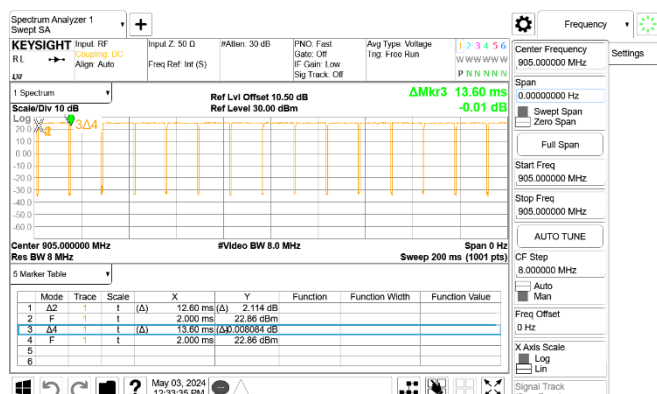 Spectrum Analyzer 1
Swept SA
Frequency
KEYSIGHT
RL
LXI
Input: RF
Coupling: DC
Align: Auto
Input Z: 50 Ω
Freq Ref: Int (S)
#Atten: 30 dB
PNO: Fast
Gate: Off
IF Gain: Low
Sig Track: Off
Avg Type: Voltage
Trig: Free Run
1 2 3 4 5 6
W W W W W W
P N N N N N
Center Frequency
905.000000 MHz
Settings
Span
0.00000000 Hz
Swept Span
Zero Span
Full Span
Start Freq
905.000000 MHz
Stop Freq
905.000000 MHz
AUTO TUNE
CF Step
8.000000 MHz
Auto
Man
Freq Offset
0 Hz
X Axis Scale
Log
Lin
Signal Track
1 Spectrum
Scale/Div 10 dB
Ref Lvl Offset 10.50 dB
Ref Level 30.00 dBm
ΔMkr3 13.60 ms
-0.01 dB
Log
3Δ4
20.0
10.0
0.00
-10.0
-20.0
-30.0
-40.0
-50.0
-60.0
Center 905.000000 MHz
#Video BW 8.0 MHz
Span 0 Hz
Res BW 8 MHz
Sweep 200 ms (1001 pts)
5 Marker Table
Mode Trace Scale X Y Function Function Width Function Value
1 Δ2 1 t (Δ) 12.60 ms (Δ) 2.114 dB
2 F 1 t 2.000 ms 22.86 dBm
3 Δ4 1 t (Δ) 13.60 ms (Δ) -0.008084 dB
4 F 1 t 2.000 ms 22.86 dBm
5
6
?
May 03, 2024
12:33:35 PM